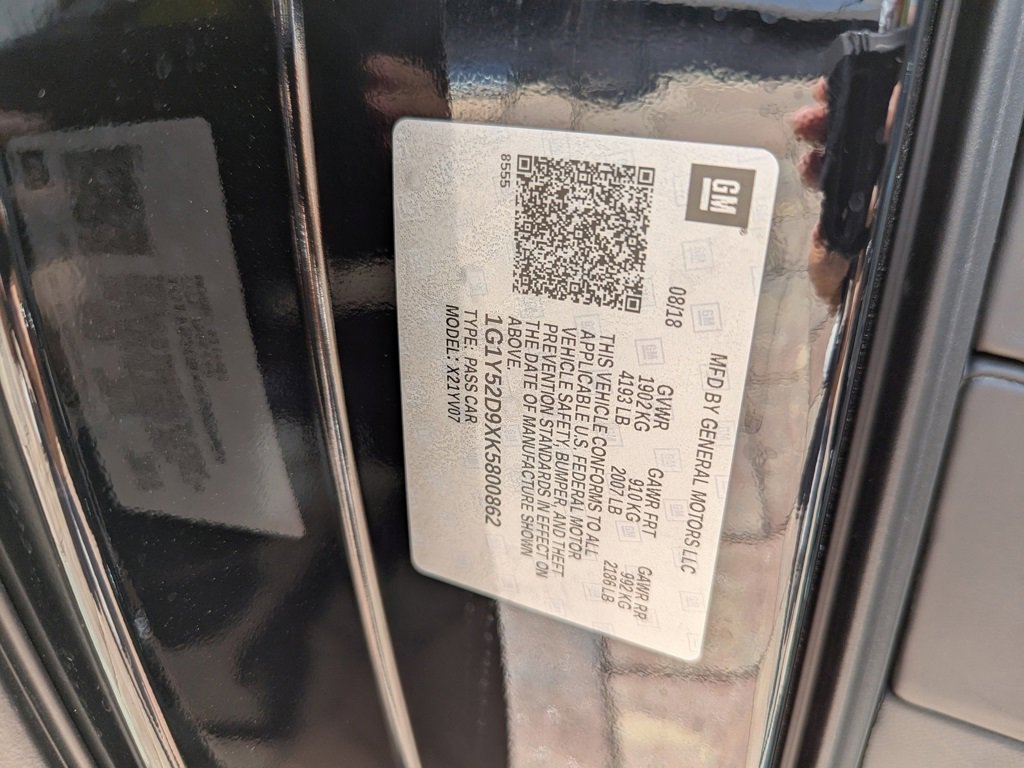 GM
MFD BY GENERAL MOTORS LLC
08/18
GVWR GAWR FRT GAWR RR
1902 KG 910 KG 992 KG
4193 LB 2007 LB 2186 LB
THIS VEHICLE CONFORMS TO ALL
APPLICABLE U.S. FEDERAL MOTOR
VEHICLE SAFETY, BUMPER, AND THEFT
PREVENTION STANDARDS IN EFFECT ON
THE DATE OF MANUFACTURE SHOWN
ABOVE.
8555
1G1Y52D9XK5800862
TYPE: PASS CAR
MODEL: X21YV07